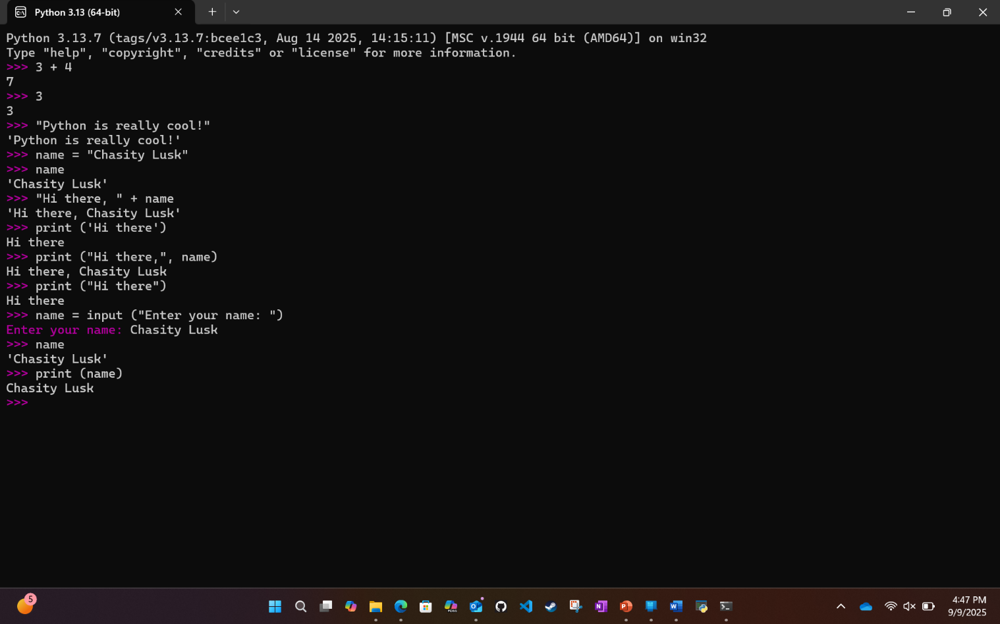 Python 3.13 (64-bit)
Python 3.13.7 (tags/v3.13.7:bcee1c3, Aug 14 2025, 14:15:11) [MSC v.1944 64 bit (AMD64)] on win32
Type "help", "copyright", "credits" or "license" for more information.
>>> 3 + 4
7
>>> 3
3
>>> "Python is really cool!"
'Python is really cool!'
>>> name = "Chasity Lusk"
>>> name
'Chasity Lusk'
>>> "Hi there, " + name
'Hi there, Chasity Lusk'
>>> print ('Hi there')
Hi there
>>> print ("Hi there,", name)
Hi there, Chasity Lusk
>>> print ("Hi there")
Hi there
>>> name = input ("Enter your name: ")
Enter your name: Chasity Lusk
>>> name
'Chasity Lusk'
>>> print (name)
Chasity Lusk
>>>
5
M365
4:47 PM
9/9/2025